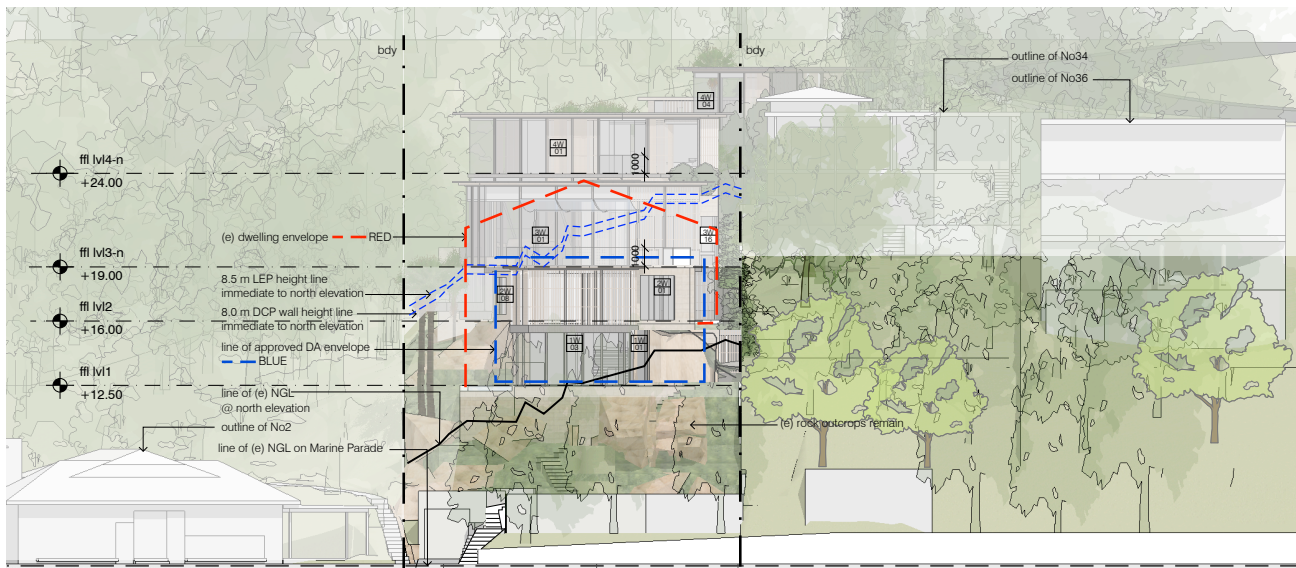 bdy
bdy
outline of No34
outline of No36
4W
04
4W
01
1000
ffl lvl4-n
+24.00
(e) dwelling envelope
RED
3W
01
3W
16
1000
ffl lvl3-n
+19.00
8.5 m LEP height line
immediate to north elevation
2W
08
2W
01
8.0 m DCP wall height line
immediate to north elevation
ffl lvl2
+16.00
line of approved DA envelope
BLUE
1W
03
1W
01
ffl lvl1
+12.50
line of (e) NGL
@ north elevation
outline of No2
(e) rock outcrops remain
line of (e) NGL on Marine Parade